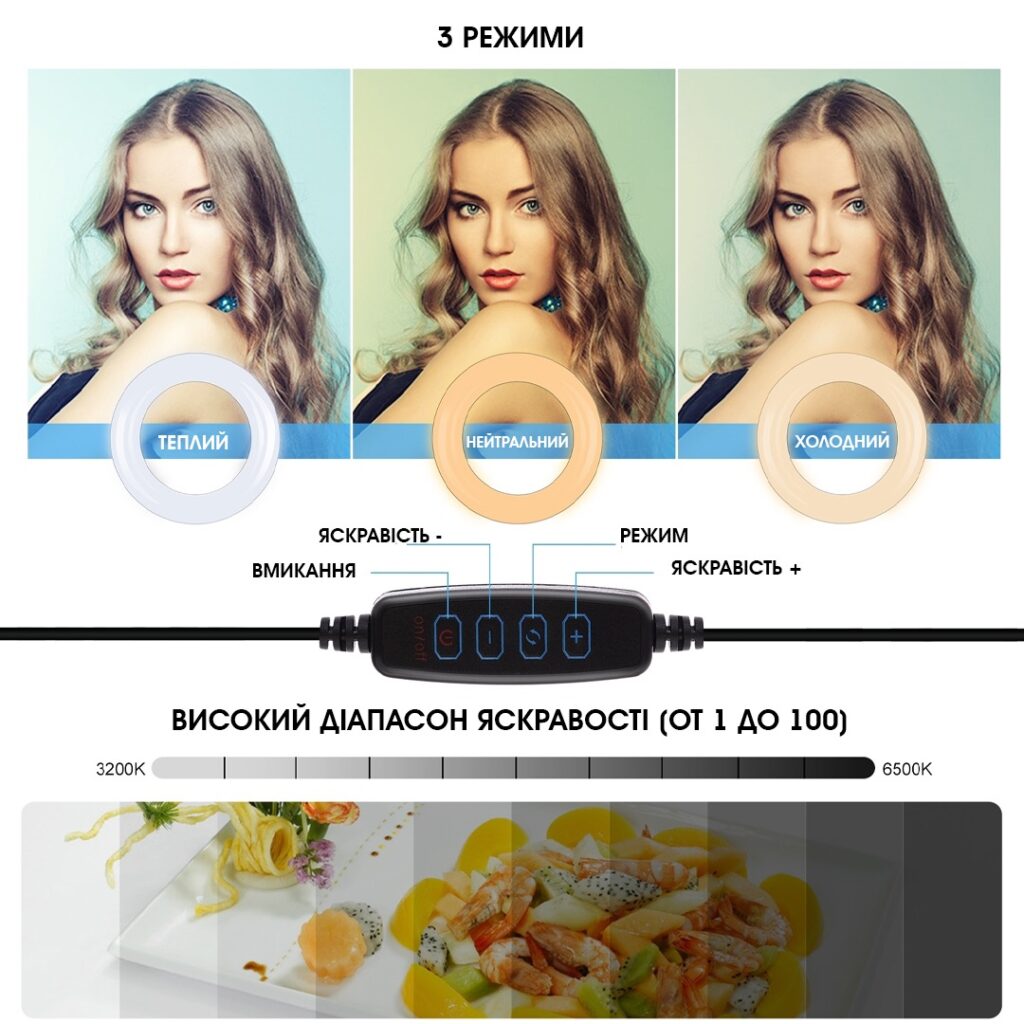 3 РЕЖИМИ
ТЕПЛИЙ
НЕЙТРАЛЬНИЙ
ХОЛОДНИЙ
ЯСКРАВІСТЬ -
РЕЖИМ
ВМИКАННЯ
ЯСКРАВІСТЬ +
on/off
ВИСОКИЙ ДІАПАСОН ЯСКРАВОСТІ (ОТ 1 ДО 100)
3200K
6500K